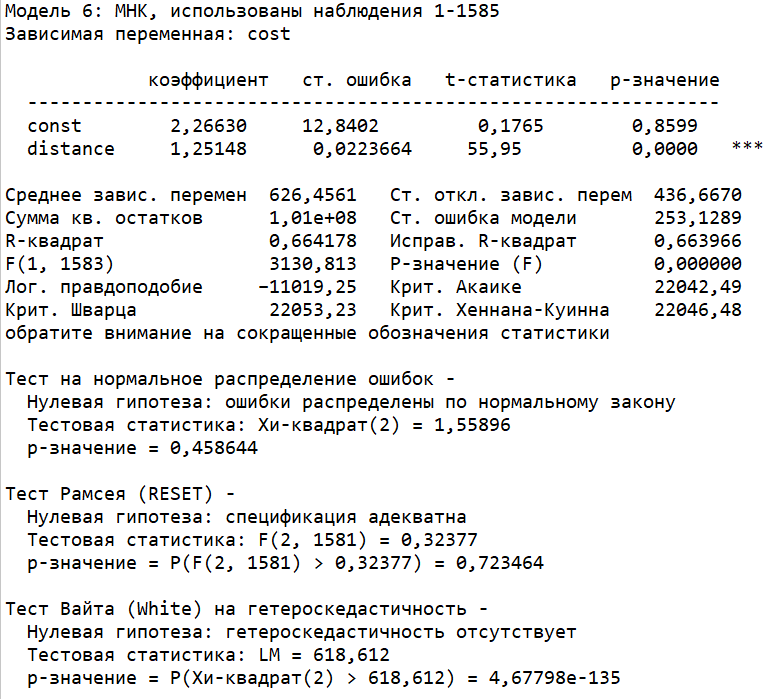 Модель 6: МНК, использованы наблюдения 1-1585
Зависимая переменная: cost
коэффициент ст. ошибка t-статистика p-значение
---------------------------------------------------------------
const 2,26630 12,8402 0,1765 0,8599
distance 1,25148 0,0223664 55,95 0,0000 ***
Среднее завис. перемен 626,4561 Ст. откл. завис. перем 436,6670
Сумма кв. остатков 1,01e+08 Ст. ошибка модели 253,1289
R-квадрат 0,664178 Исправ. R-квадрат 0,663966
F(1, 1583) 3130,813 Р-значение (F) 0,000000
Лог. правдоподобие −11019,25 Крит. Акаике 22042,49
Крит. Шварца 22053,23 Крит. Хеннана-Куинна 22046,48
обратите внимание на сокращенные обозначения статистики
Тест на нормальное распределение ошибок -
Нулевая гипотеза: ошибки распределены по нормальному закону
Тестовая статистика: Хи-квадрат(2) = 1,55896
р-значение = 0,458644
Тест Рамсея (RESET) -
Нулевая гипотеза: спецификация адекватна
Тестовая статистика: F(2, 1581) = 0,32377
р-значение = P(F(2, 1581) > 0,32377) = 0,723464
Тест Вайта (White) на гетероскедастичность -
Нулевая гипотеза: гетероскедастичность отсутствует
Тестовая статистика: LM = 618,612
р-значение = P(Хи-квадрат(2) > 618,612) = 4,67798e-135